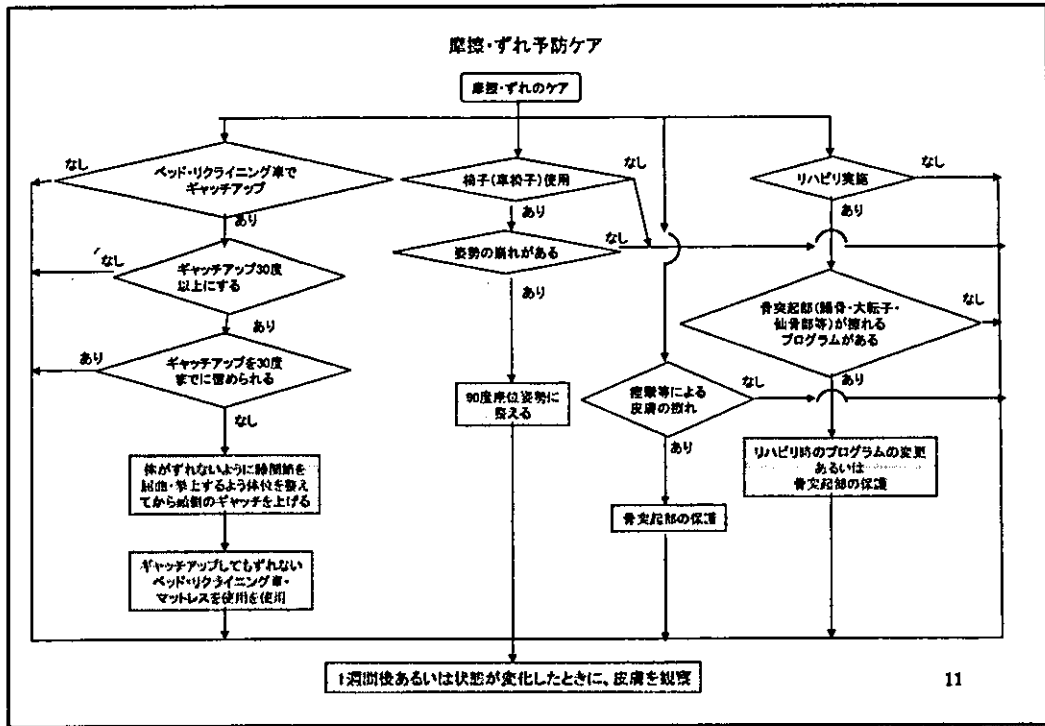 摩擦・ずれ予防ケア
摩擦・ずれのケア
なし
ベッド・リクライニング車で
ギャッチアップ
あり
なし
ギャッチアップ30度
以上にする
あり
あり
ギャッチアップを30度
までに留められる
なし
体がずれないように膝関節を
屈曲・挙上するよう体位を整え
てから頭側のギャッチを上げる
ギャッチアップしてもずれない
ベッド・リクライニング車・
マットレスを使用を使用
椅子(車椅子)使用
なし
あり
姿勢の崩れがある
なし
あり
90度座位姿勢に
整える
痙攣等による
皮膚の擦れ
なし
あり
骨突起部の保護
リハビリ実施
なし
あり
骨突起部(腸骨・大転子・
仙骨部等)が擦れる
プログラムがある
なし
あり
リハビリ時のプログラムの変更
あるいは
骨突起部の保護
1週間後あるいは状態が変化したときに、皮膚を観察
11